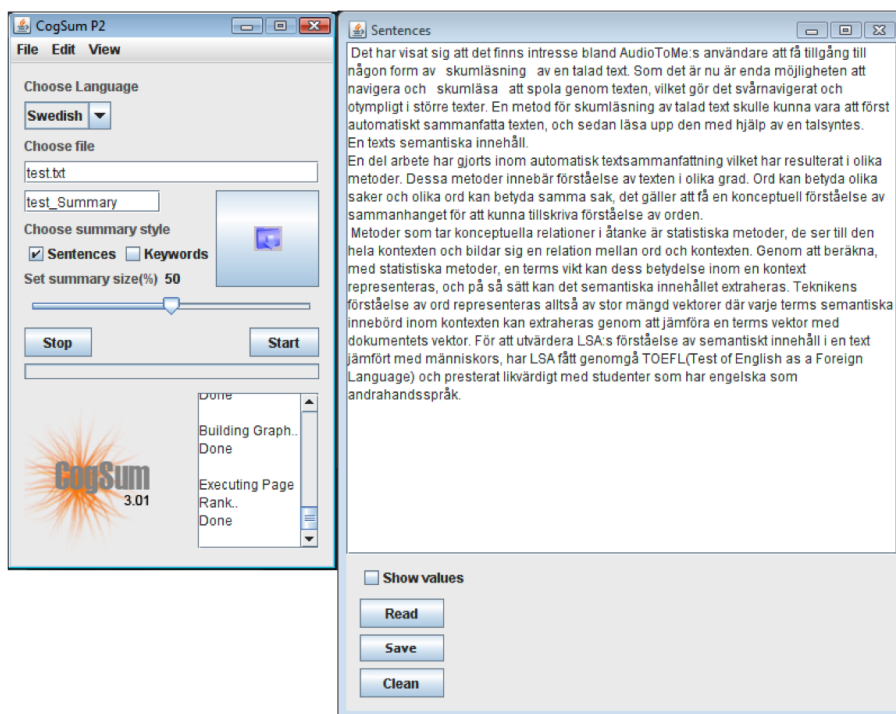 CogSum P2
File Edit View
Choose Language
Swedish
Choose file
test.txt
test_Summary
Choose summary style
Sentences Keywords
Set summary size(%) 50
Stop Start
Done
Building Graph..
Done
Executing Page
Rank..
Done
CogSum
3.01
Sentences
Det har visat sig att det finns intresse bland AudioToMe:s användare att få tillgång till
någon form av skumläsning av en talad text. Som det är nu är enda möjligheten att
navigera och skumläsa att spola genom texten, vilket gör det svårnavigerat och
otympligt i större texter. En metod för skumläsning av talad text skulle kunna vara att först
automatiskt sammanfatta texten, och sedan läsa upp den med hjälp av en talsyntes.
En texts semantiska innehåll.
En del arbete har gjorts inom automatisk textsammanfattning vilket har resulterat i olika
metoder. Dessa metoder innebär förståelse av texten i olika grad. Ord kan betyda olika
saker och olika ord kan betyda samma sak, det gäller att få en konceptuell förståelse av
sammanhanget för att kunna tillskriva förståelse av orden.
Metoder som tar konceptuella relationer i åtanke är statistiska metoder, de ser till den
hela kontexten och bildar sig en relation mellan ord och kontexten. Genom att beräkna,
med statistiska metoder, en terms vikt kan dess betydelse inom en kontext
representeras, och på så sätt kan det semantiska innehållet extraheras. Teknikens
förståelse av ord representeras alltså av stor mängd vektorer där varje terms semantiska
innebörd inom kontexten kan extraheras genom att jämföra en terms vektor med
dokumentets vektor. För att utvärdera LSA:s förståelse av semantiskt innehåll i en text
jämfört med människors, har LSA fått genomgå TOEFL(Test of English as a Foreign
Language) och presterat likvärdigt med studenter som har engelska som
andrahandsspråk.
Show values
Read
Save
Clean